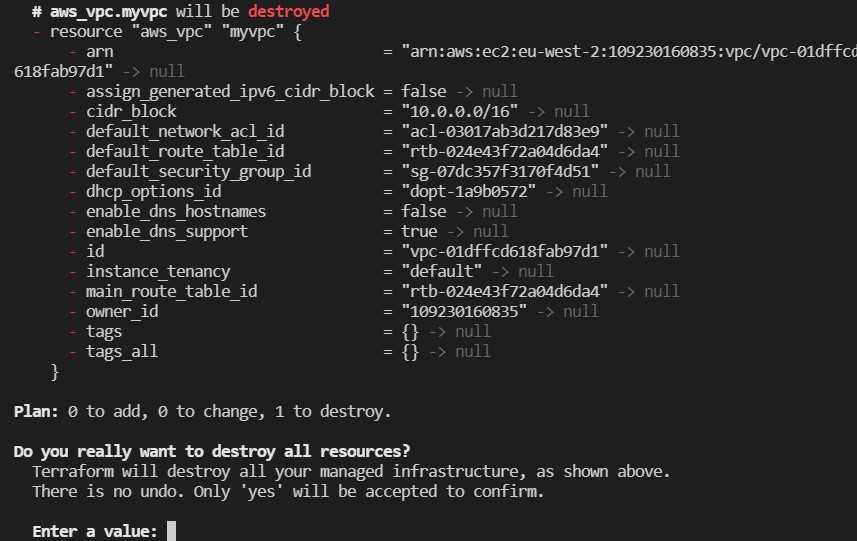 # aws_vpc.myvpc will be destroyed
- resource "aws_vpc" "myvpc" {
- arn = "arn:aws:ec2:eu-west-2:109230160835:vpc/vpc-01dffcd
618fab97d1" -> null
- assign_generated_ipv6_cidr_block = false -> null
- cidr_block = "10.0.0.0/16" -> null
- default_network_acl_id = "acl-03017ab3d217d83e9" -> null
- default_route_table_id = "rtb-024e43f72a04d6da4" -> null
- default_security_group_id = "sg-07dc357f3170f4d51" -> null
- dhcp_options_id = "dopt-1a9b0572" -> null
- enable_dns_hostnames = false -> null
- enable_dns_support = true -> null
- id = "vpc-01dffcd618fab97d1" -> null
- instance_tenancy = "default" -> null
- main_route_table_id = "rtb-024e43f72a04d6da4" -> null
- owner_id = "109230160835" -> null
- tags = {} -> null
- tags_all = {} -> null
}
Plan: 0 to add, 0 to change, 1 to destroy.
Do you really want to destroy all resources?
Terraform will destroy all your managed infrastructure, as shown above.
There is no undo. Only 'yes' will be accepted to confirm.
Enter a value: